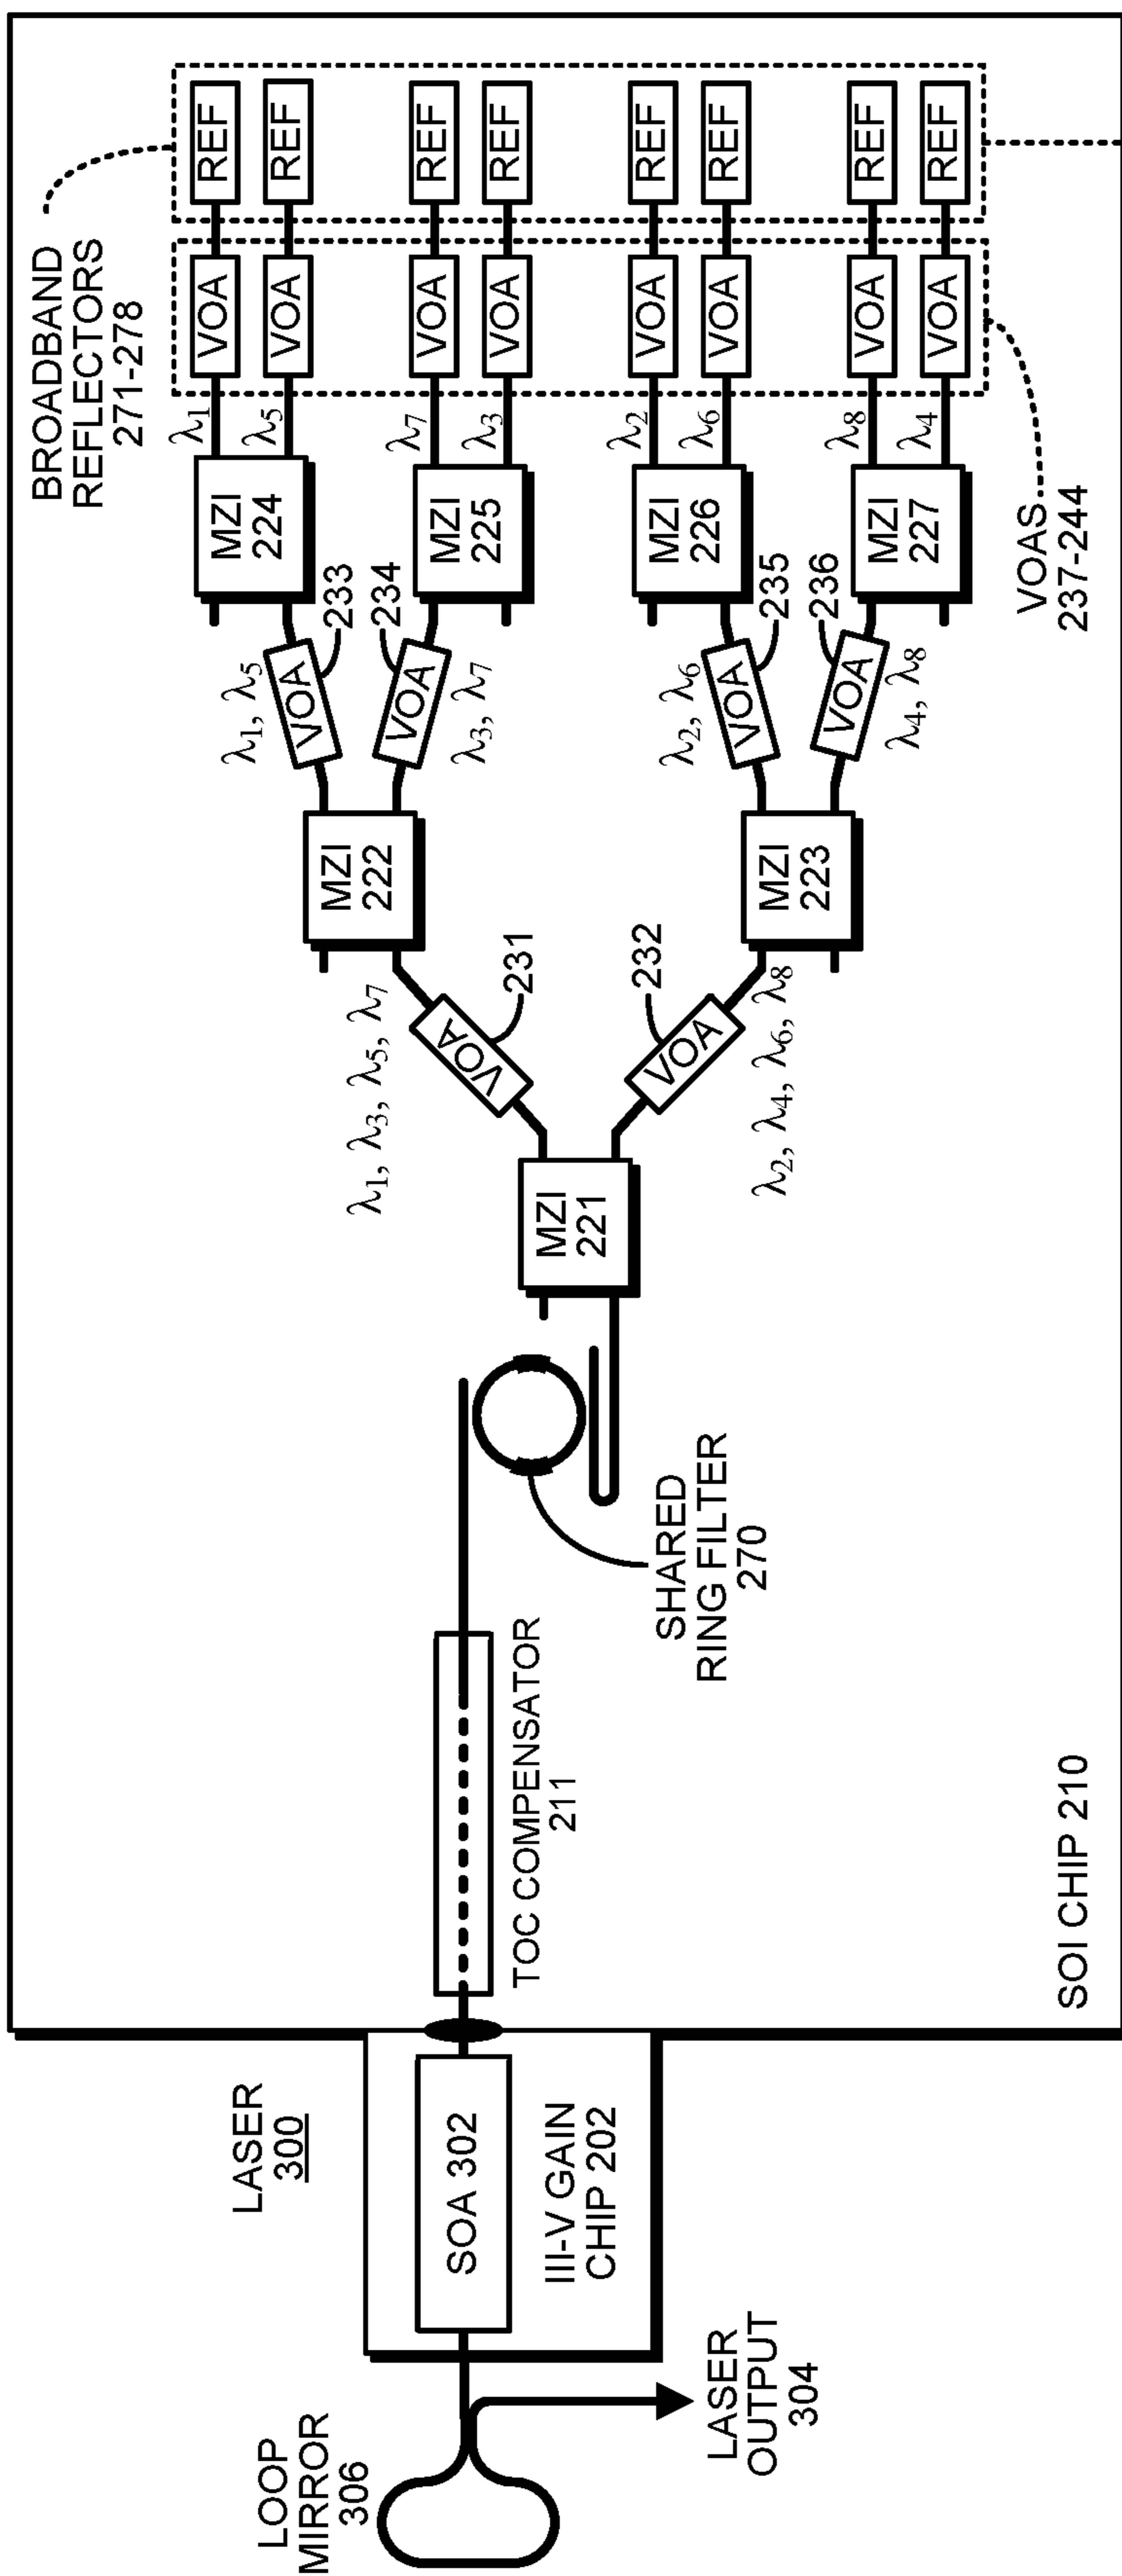 LOOP
MIRROR
306
LASER
OUTPUT
304
LASER
300
SOA 302
III-V GAIN
CHIP 202
TOC COMPENSATOR
211
SHARED
RING FILTER
270
SOI CHIP 210
MZI
221
λ1, λ3, λ5, λ7
VOA
231
VOA
232
λ2, λ4, λ6, λ8
MZI
222
MZI
223
λ1, λ5
VOA
233
VOA
234
λ3, λ7
λ2, λ6
VOA
235
VOA
236
λ4, λ8
MZI
224
MZI
225
MZI
226
MZI
227
BROADBAND
REFLECTORS
271-278
λ1 VOA REF
λ5 VOA REF
λ7 VOA REF
λ3 VOA REF
λ2 VOA REF
λ6 VOA REF
λ8 VOA REF
λ4 VOA REF
VOAS
237-244